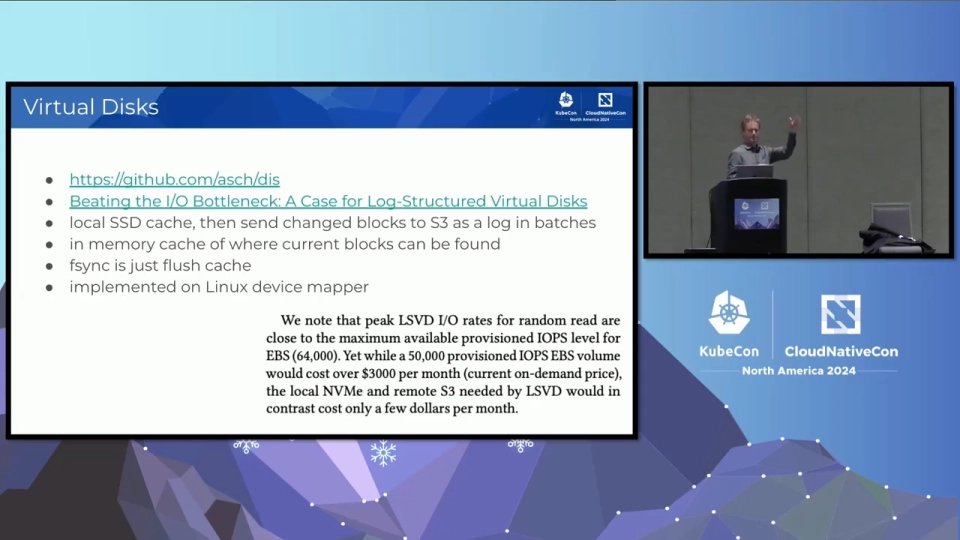 Virtual Disks
KubeCon
CloudNativeCon
North America 2024
https://github.com/asch/dis
Beating the I/O Bottleneck: A Case for Log-Structured Virtual Disks
local SSD cache, then send changed blocks to S3 as a log in batches
in memory cache of where current blocks can be found
fsync is just flush cache
implemented on Linux device mapper
We note that peak LSVD I/O rates for random read are
close to the maximum available provisioned IOPS level for
EBS (64,000). Yet while a 50,000 provisioned IOPS EBS volume
would cost over $3000 per month (current on-demand price),
the local NVMe and remote S3 needed by LSVD would in
contrast cost only a few dollars per month.
KubeCon
CloudNativeCon
North America 2024